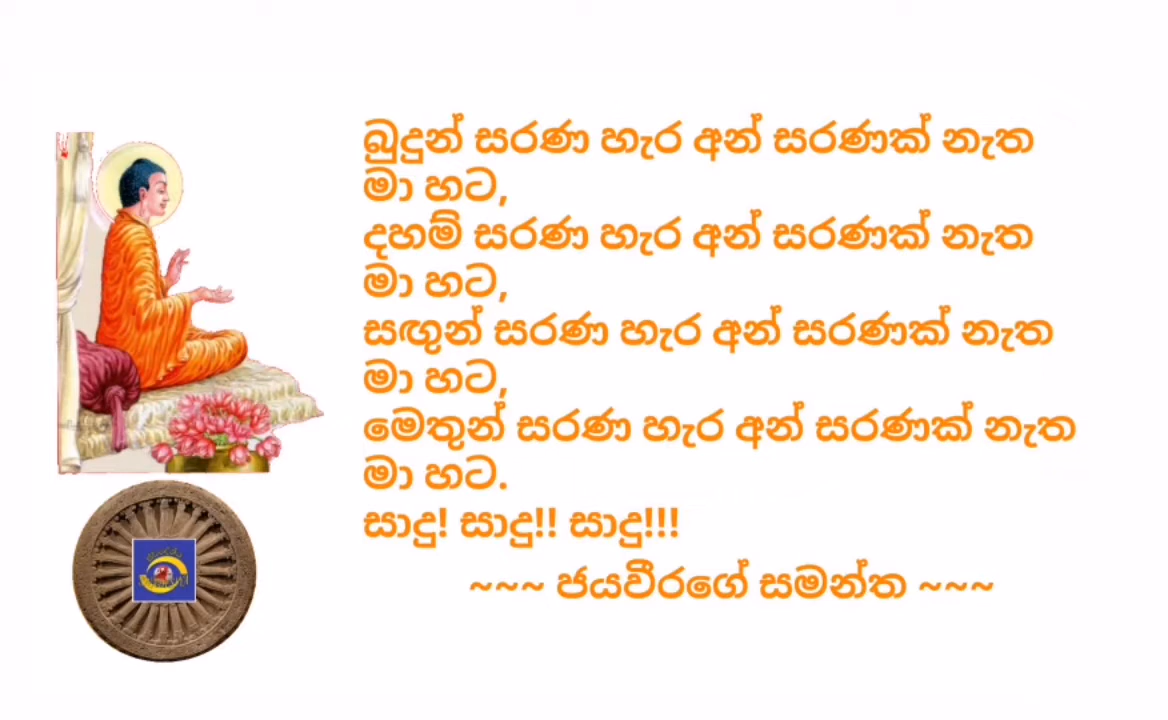 බුදුන් සරණ හැර අන් සරණක් නැත
මා හට,
දහම් සරණ හැර අන් සරණක් නැත
මා හට,
සඟුන් සරණ හැර අන් සරණක් නැත
මා හට,
මෙතුන් සරණ හැර අන් සරණක් නැත
මා හට.
සාදු! සාදු!! සාදු!!!
~~~ ජයවීරගේ සමන්ත ~~~